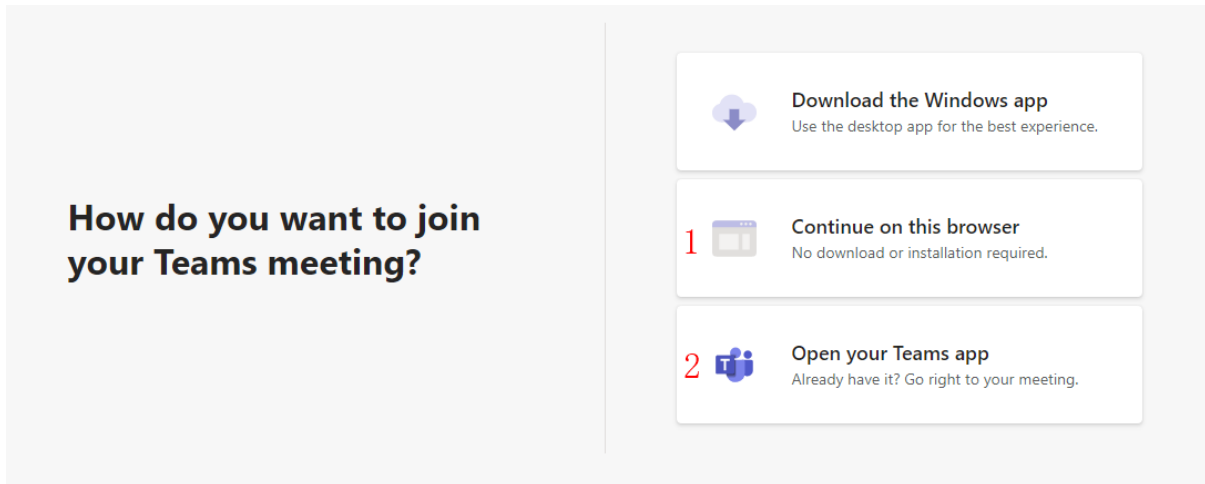 How do you want to join
your Teams meeting?
Download the Windows app
Use the desktop app for the best experience.
1
Continue on this browser
No download or installation required.
2
T
Open your Teams app
Already have it? Go right to your meeting.